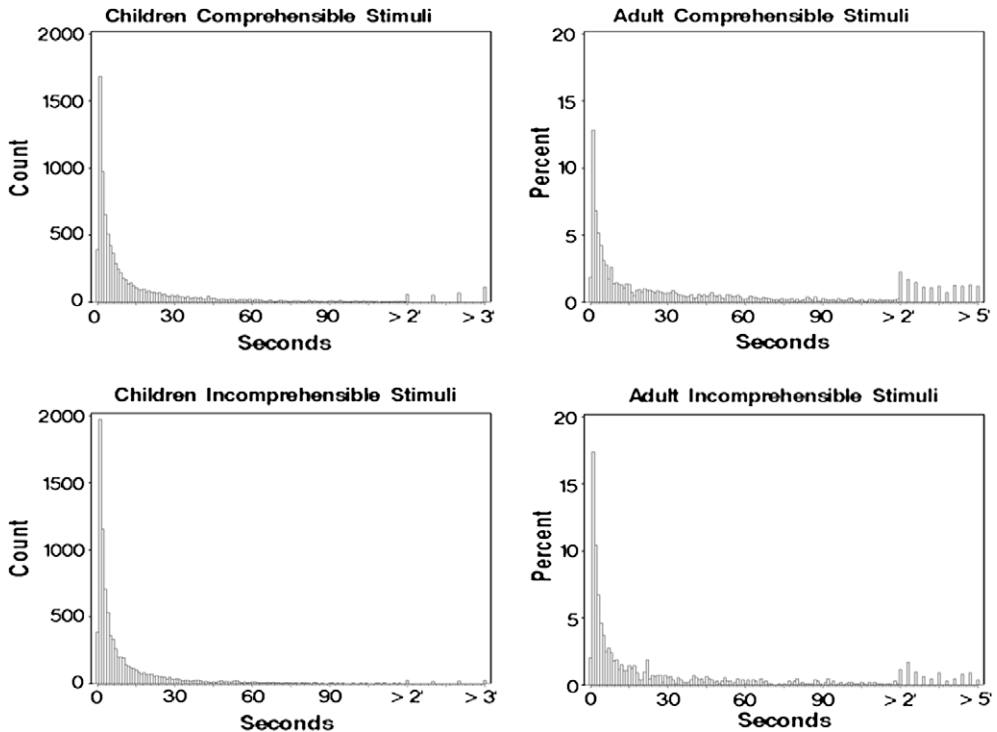 Children Comprehensible Stimuli
2000
1500
1000
500
0
Count
0 30 60 90 > 2' > 3'
Seconds
Adult Comprehensible Stimuli
20
15
10
5
0
Percent
0 30 60 90 > 2' > 5'
Seconds
Children Incomprehensible Stimuli
2000
1500
1000
500
0
Count
0 30 60 90 > 2' > 3'
Seconds
Adult Incomprehensible Stimuli
20
15
10
5
0
Percent
0 30 60 90 > 2' > 5'
Seconds